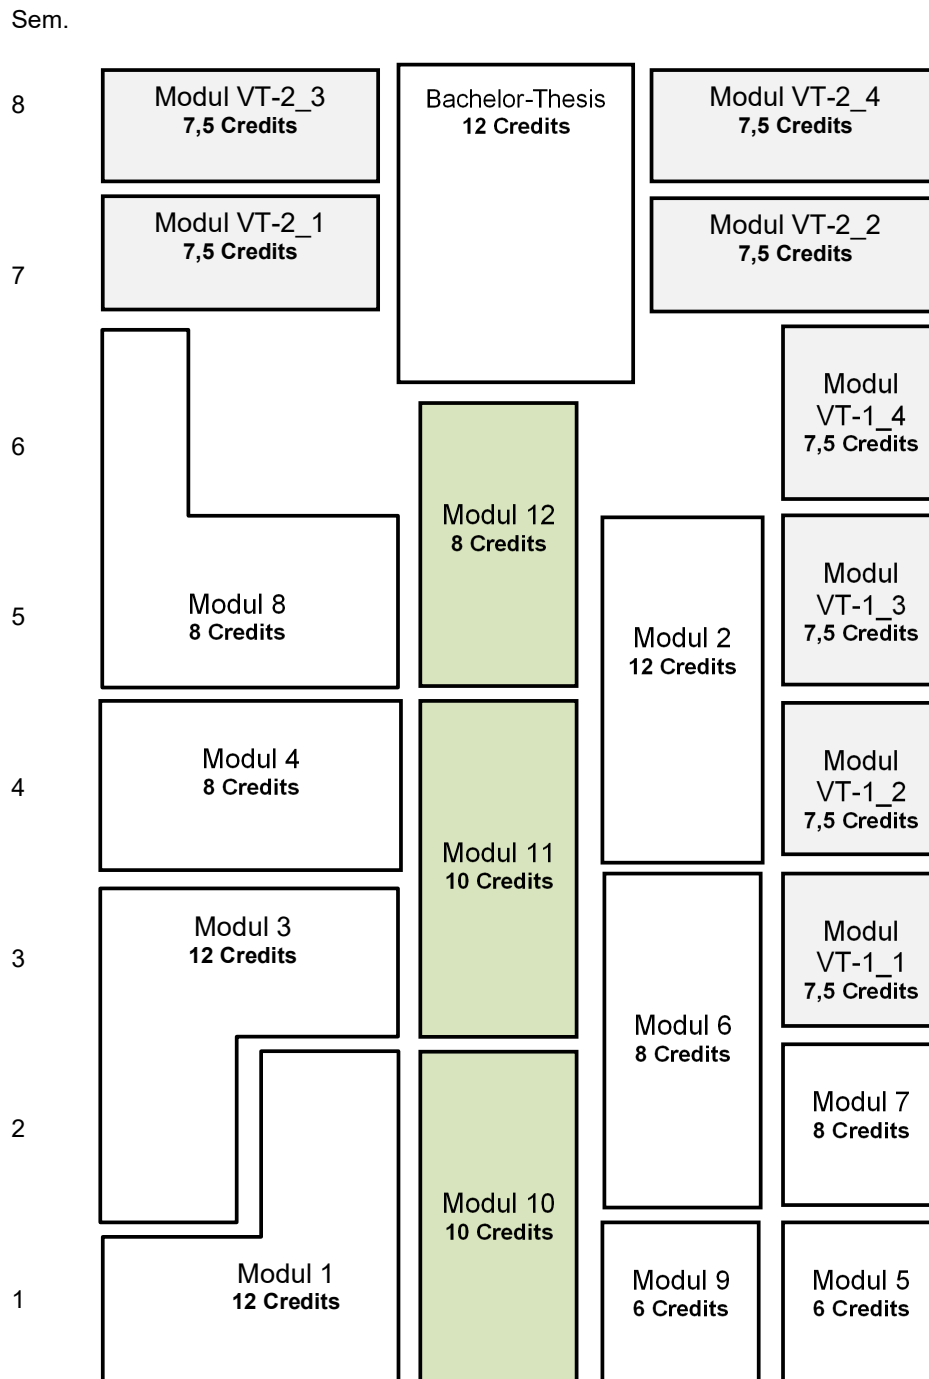 Sem.
8
Modul VT-2_3
7,5 Credits
Bachelor-Thesis
12 Credits
Modul VT-2_4
7,5 Credits
7
Modul VT-2_1
7,5 Credits
Modul VT-2_2
7,5 Credits
6
Modul
VT-1_4
7,5 Credits
Modul 12
8 Credits
5
Modul 8
8 Credits
Modul 2
12 Credits
Modul
VT-1_3
7,5 Credits
4
Modul 4
8 Credits
Modul
VT-1_2
7,5 Credits
Modul 11
10 Credits
3
Modul 3
12 Credits
Modul
VT-1_1
7,5 Credits
Modul 6
8 Credits
2
Modul 7
8 Credits
Modul 10
10 Credits
1
Modul 1
12 Credits
Modul 9
6 Credits
Modul 5
6 Credits